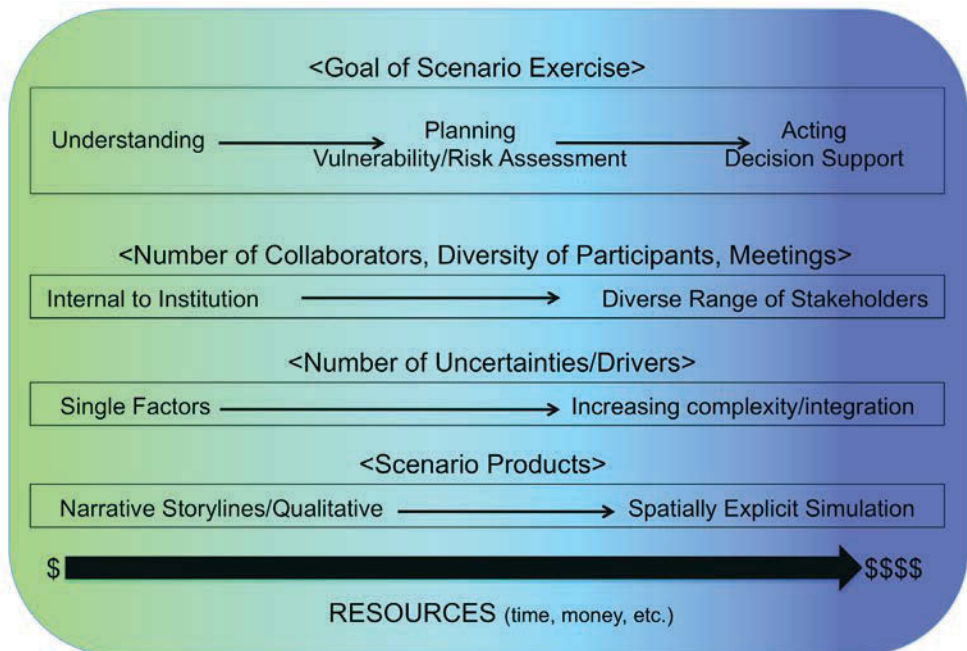 <Goal of Scenario Exercise>
Understanding
Planning
Vulnerability/Risk Assessment
Acting
Decision Support
<Number of Collaborators, Diversity of Participants, Meetings>
Internal to Institution
Diverse Range of Stakeholders
<Number of Uncertainties/Drivers>
Single Factors
Increasing complexity/integration
<Scenario Products>
Narrative Storylines/Qualitative
Spatially Explicit Simulation
$
$$$$
RESOURCES (time, money, etc.)